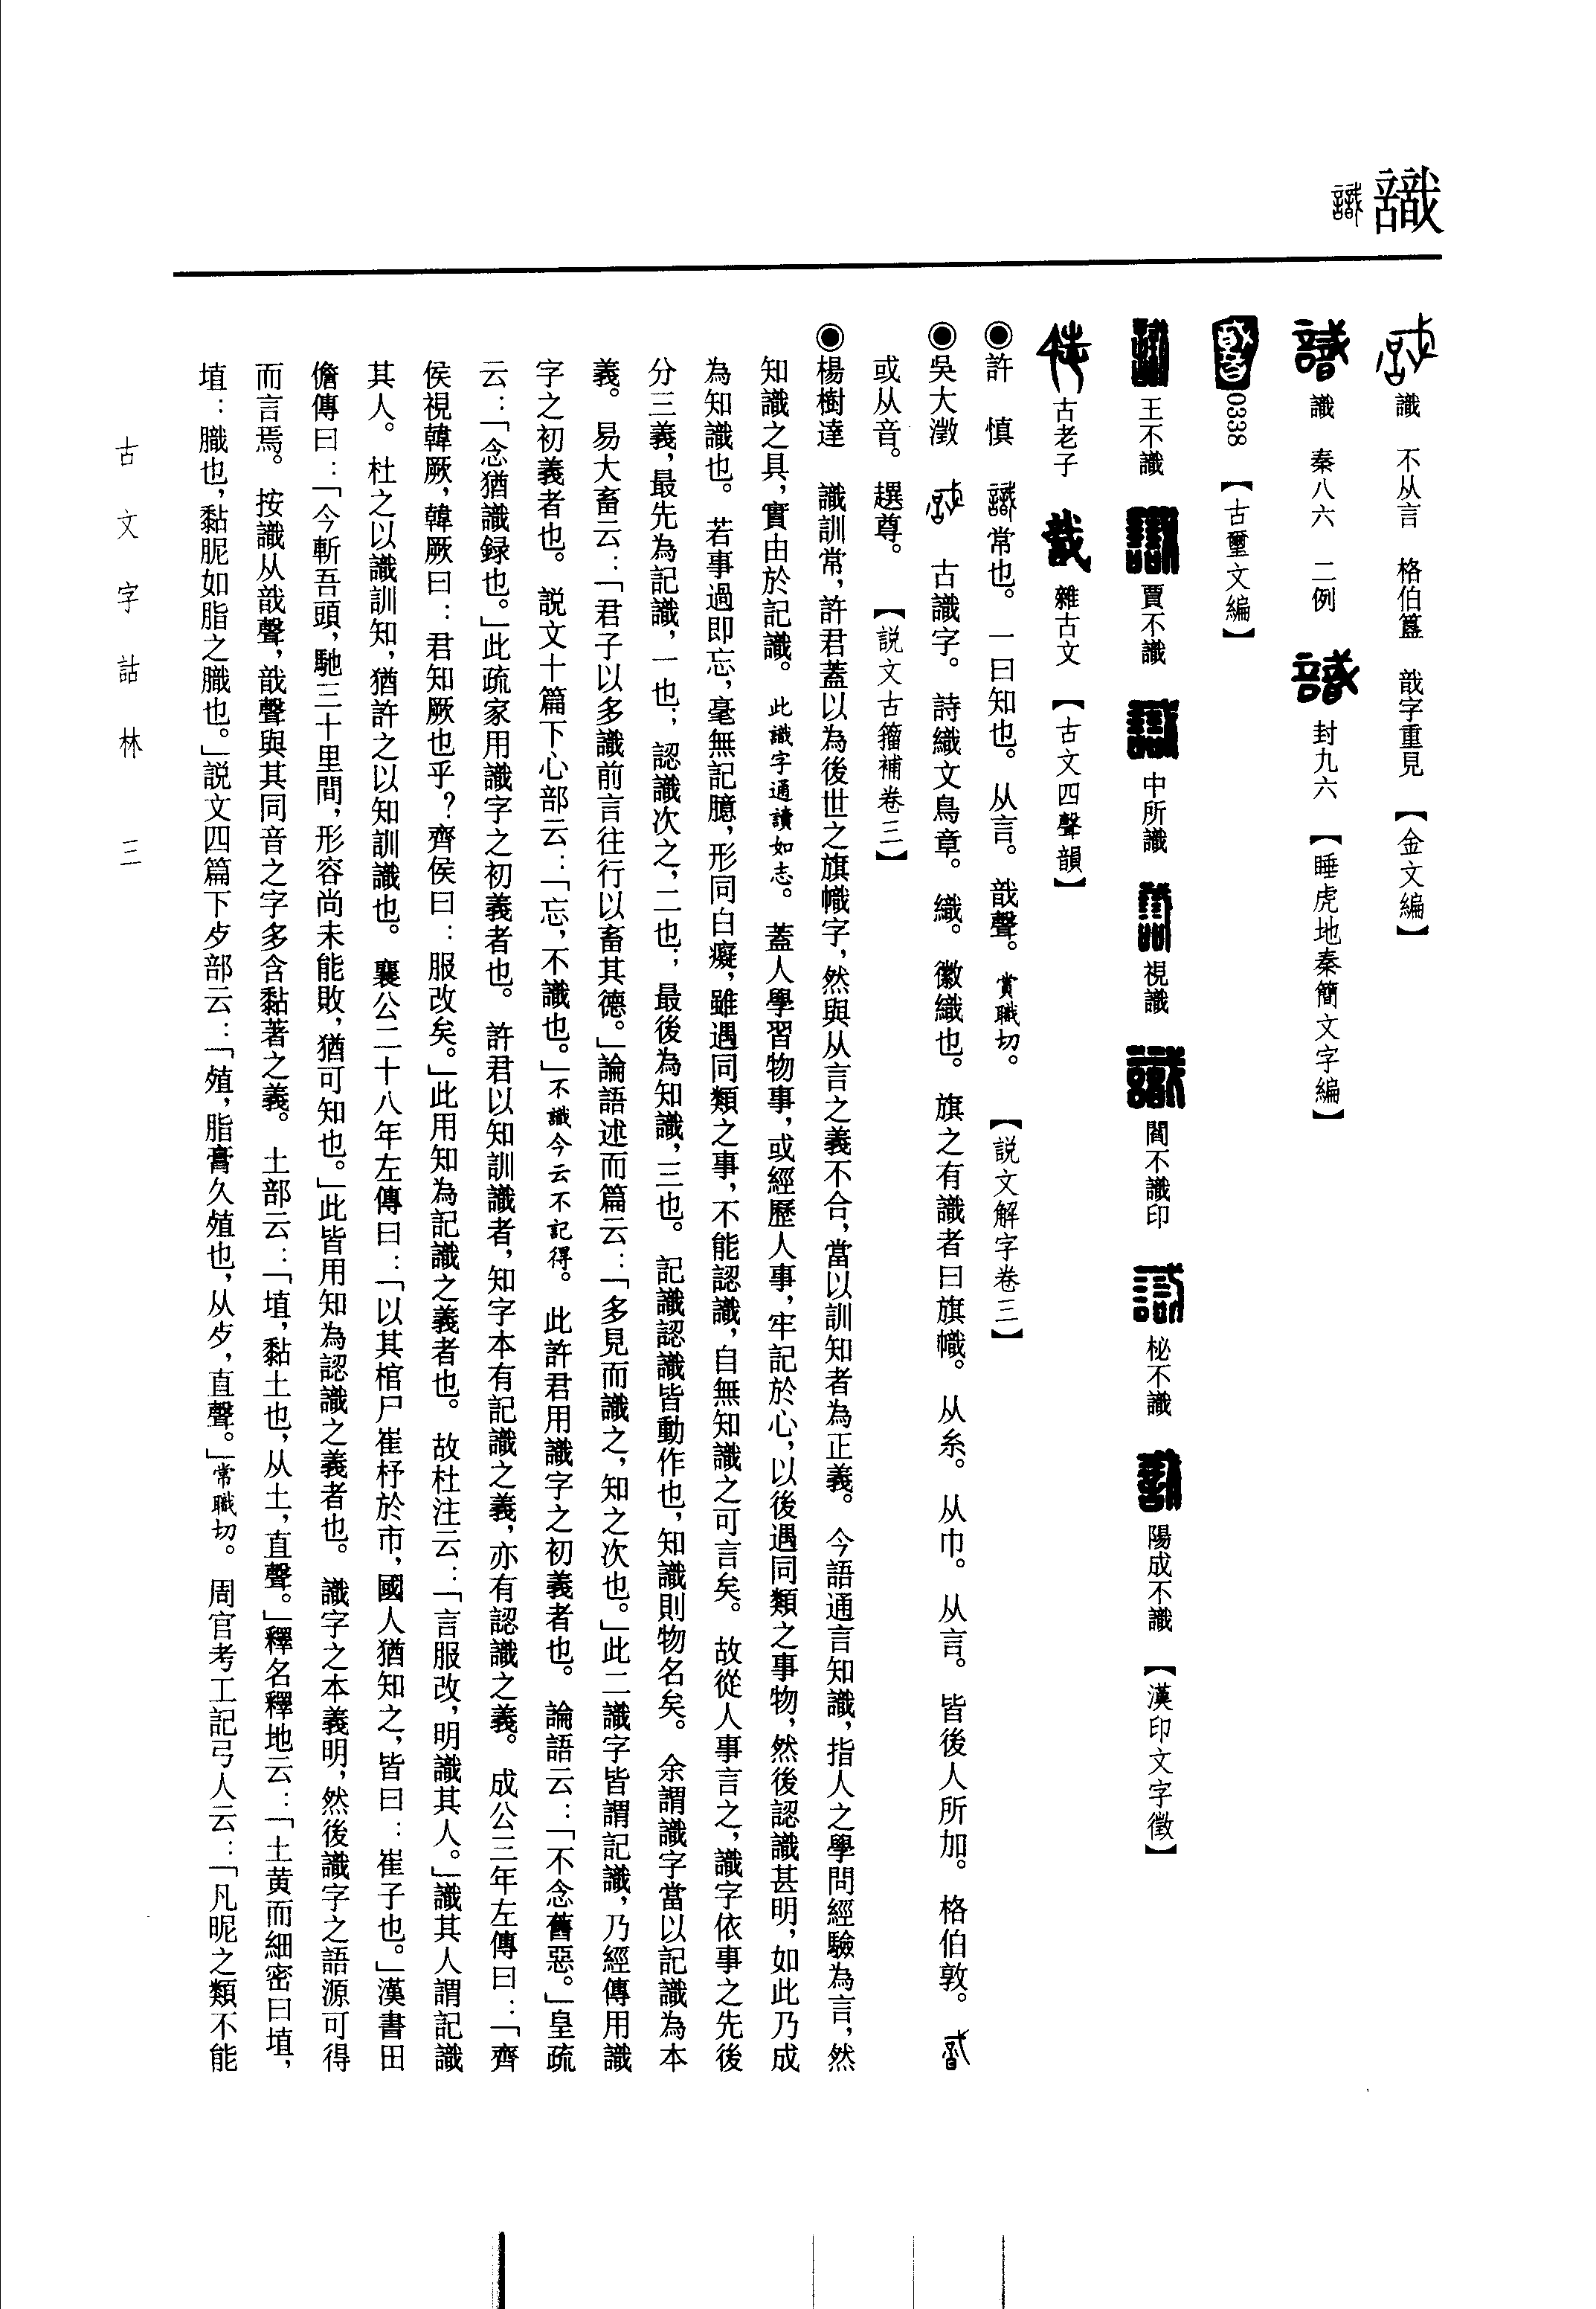 識
識　不从言　格伯簋　戠字重見　【金文編】
識　秦八六　二例　封九六　【睡虎地秦簡文字編】
0338　【古璽文編】
王不識　賈不識　中所識　視識　閻不識印　祕不識　陽成不識　【漢印文字徵】
古老子　雜古文　【古文四聲韻】
◉許　慎　識常也。一曰知也。从言。戠聲。賞職切。　【説文解字卷三】
◉吳大澂　古識字。詩織文鳥章。織。徽織也。旗之有識者曰旗幟。从糸。从巾。从言。皆後人所加。格伯敦。
或从音。趩尊。　【説文古籀補卷三】
◉楊樹達　識訓常，許君蓋以為後世之旗幟字，然與从言之義不合，當以訓知者為正義。今語通言知識，指人之學問經驗為言，然
知識之具，實由於記識。此識字通讀如志。蓋人學習物事，或經歷人事，牢記於心，以後遇同類之事物，然後認識甚明，如此乃成
為知識也。若事過即忘，毫無記臆，形同白癡，雖遇同類之事，不能認識，自無知識之可言矣。故從人事言之，識字依事之先後
分三義，最先為記識，一也；認識次之，二也；最後為知識，三也。記識認識皆動作也，知識則物名矣。余謂識字當以記識為本
義。易大畜云：「君子以多識前言往行以畜其德。」論語述而篇云：「多見而識之，知之次也。」此二識字皆謂記識，乃經傳用識
字之初義者也。説文十篇下心部云：「忘，不識也。」不識今云不記得。此許君用識字之初義者也。論語云：「不念舊惡。」皇疏
云：「念猶識録也。」此疏家用識字之初義者也。許君以知訓識者，知字本有記識之義，亦有認識之義。成公三年左傳曰：「齊
侯視韓厥，韓厥曰：君知厥也乎？齊侯曰：服改矣。」此用知為記識之義者也。故杜注云：「言服改，明識其人。」識其人謂記識
其人。杜之以識訓知，猶許之以知訓識也。襄公二十八年左傳曰：「以其棺尸崔杼於市，國人猶知之，皆曰：崔子也。」漢書田
儋傳曰：「今斬吾頭，馳三十里間，形容尚未能敗，猶可知也。」此皆用知為認識之義者也。識字之本義明，然後識字之語源可得
而言焉。按識从戠聲，戠聲與其同音之字多含黏著之義。土部云：「埴，黏土也，从土，直聲。」釋名釋地云：「土黄而細密曰埴，
埴：膱也，黏胒如脂之膱也。」説文四篇下歺部云：「殖，脂膏久殖也，从歺，直聲。」常職切。周官考工記弓人云：「凡昵之類不能
古文字詁林　三